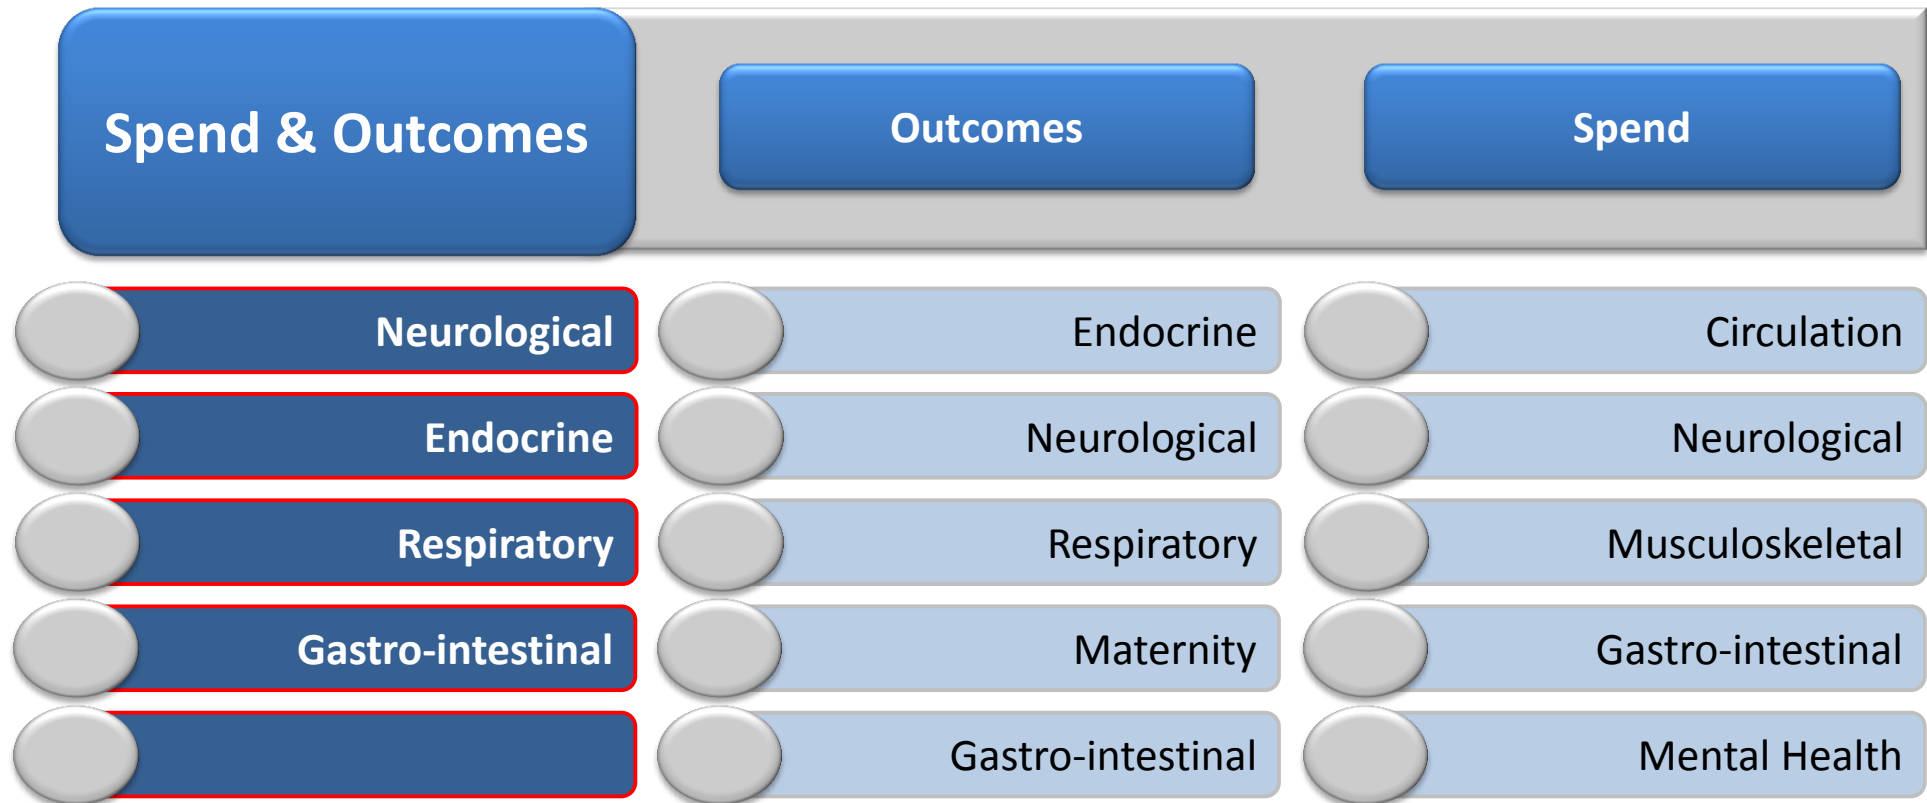 Spend & Outcomes
Outcomes
Spend
Neurological
Endocrine
Circulation
Endocrine
Neurological
Neurological
Respiratory
Respiratory
Musculoskeletal
Gastro-intestinal
Maternity
Gastro-intestinal
Gastro-intestinal
Mental Health